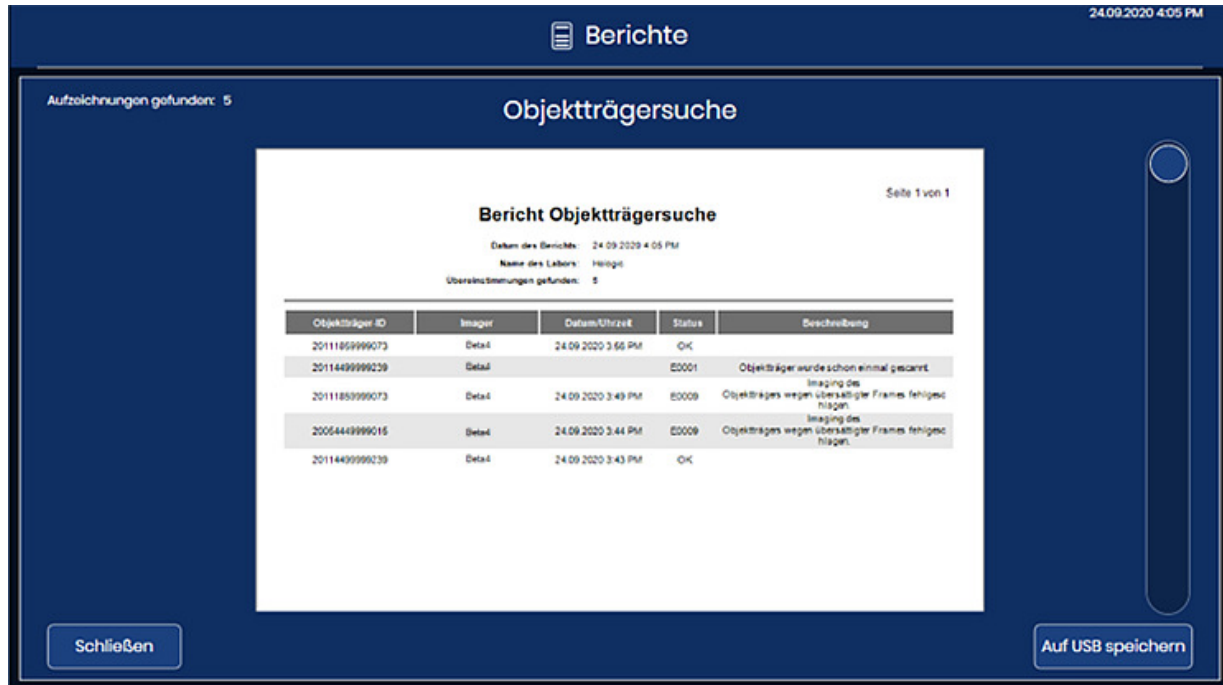 24.09.2020 4:05 PM
Berichte
Aufzeichnungen gefunden: 5
Objektträgersuche
Seite 1 von 1
Bericht Objektträgersuche
Datum des Berichts: 24.09.2020 4:05 PM
Name des Labors: Hologic
Übereinstimmungen gefunden: 5
Objektträger-ID Imager Datum/Uhrzeit Status Beschreibung
20111859999073 Beta4 24.09.2020 3:56 PM OK
20114499999239 Beta4 E0001 Objektträger wurde schon einmal gescannt.
Imaging des
20111859999073 Beta4 24.09.2020 3:49 PM E0009 Objektträgers wegen übersättigter Frames fehlgesc
hlagen.
Imaging des
20054449999015 Beta4 24.09.2020 3:44 PM E0009 Objektträgers wegen übersättigter Frames fehlgesc
hlagen.
20114499999239 Beta4 24.09.2020 3:43 PM OK
Schließen
Auf USB speichern